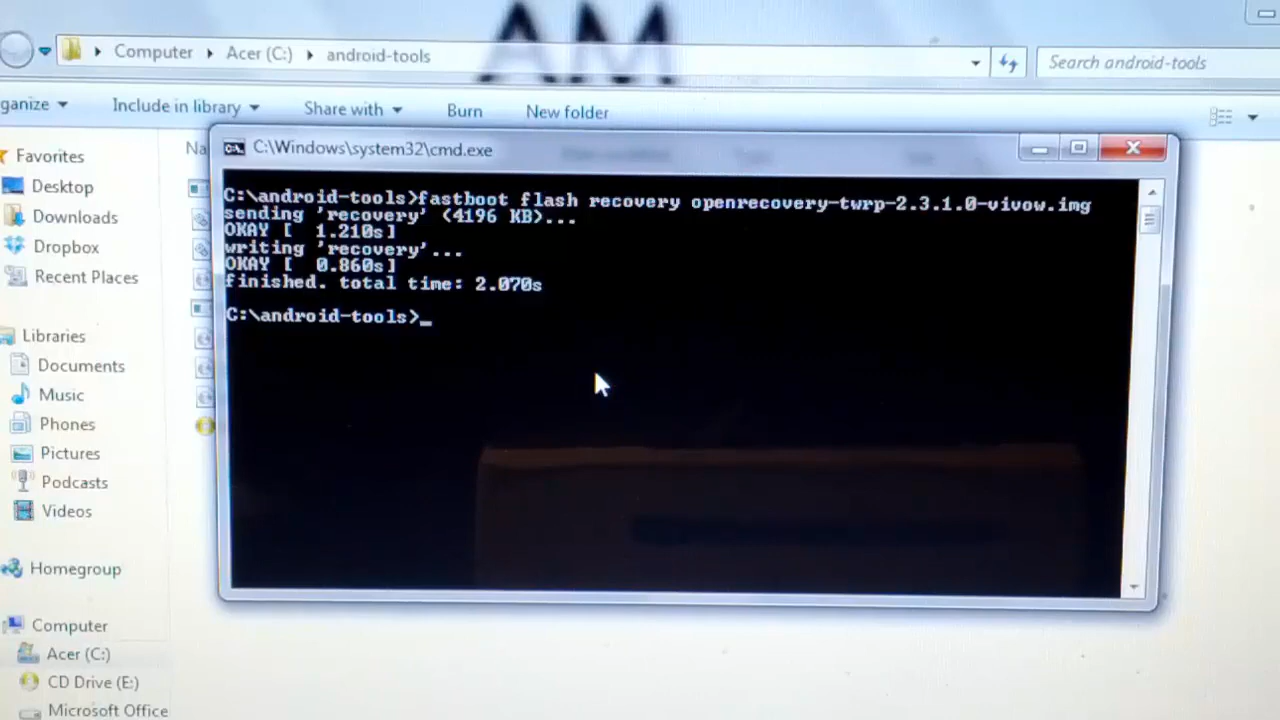 AM
Computer Acer (C:) android-tools
Search android-tools
ganize Include in library Share with Burn New folder
Na
C:\Windows\system32\cmd.exe
C:\android-tools>fastboot flash recovery openrecovery-twrp-2.3.1.0-vivow.img
sending 'recovery' (4196 KB)...
OKAY [ 1.210s]
writing 'recovery'...
OKAY [ 0.860s]
finished. total time: 2.070s
C:\android-tools>_
Favorites
Desktop
Downloads
Dropbox
Recent Places
Libraries
Documents
Music
Phones
Pictures
Podcasts
Videos
Homegroup
Computer
Acer (C:)
CD Drive (E:)
Microsoft Office